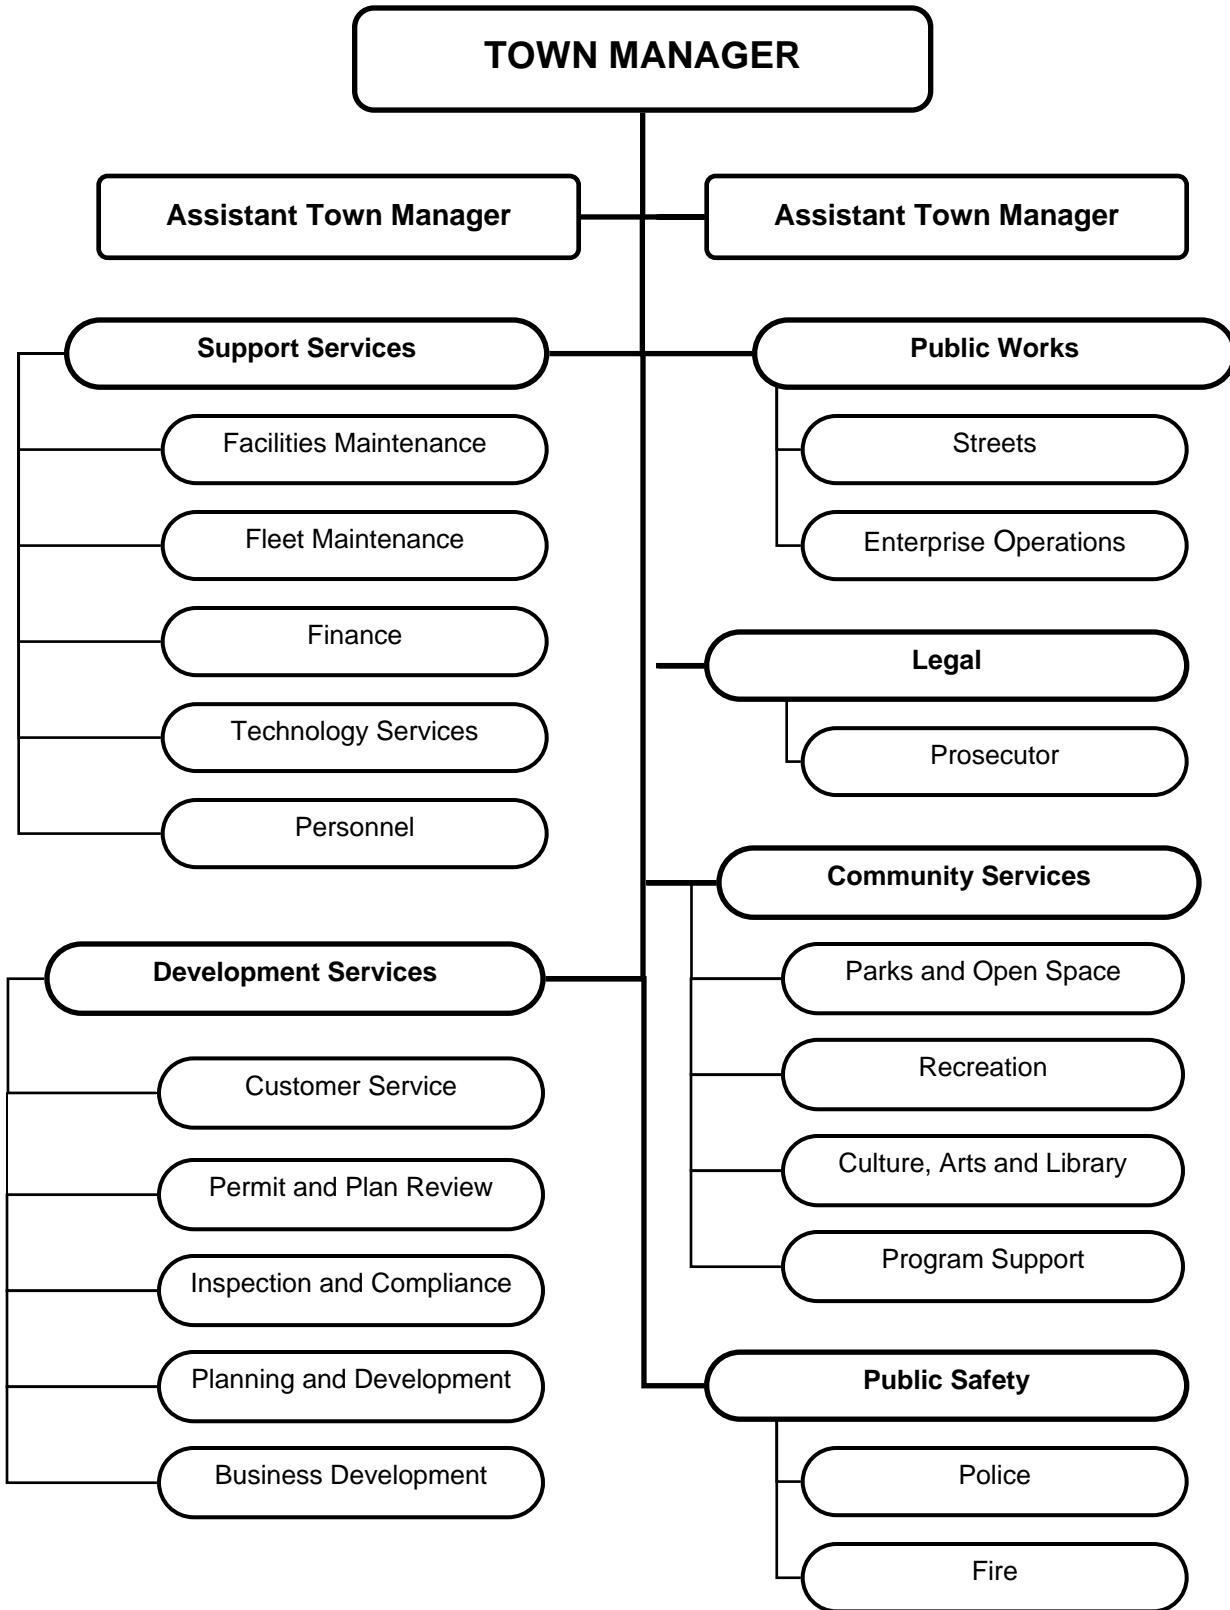 TOWN MANAGER
Assistant Town Manager
Assistant Town Manager
Support Services
Facilities Maintenance
Fleet Maintenance
Finance
Technology Services
Personnel
Development Services
Customer Service
Permit and Plan Review
Inspection and Compliance
Planning and Development
Business Development
Public Works
Streets
Enterprise Operations
Legal
Prosecutor
Community Services
Parks and Open Space
Recreation
Culture, Arts and Library
Program Support
Public Safety
Police
Fire